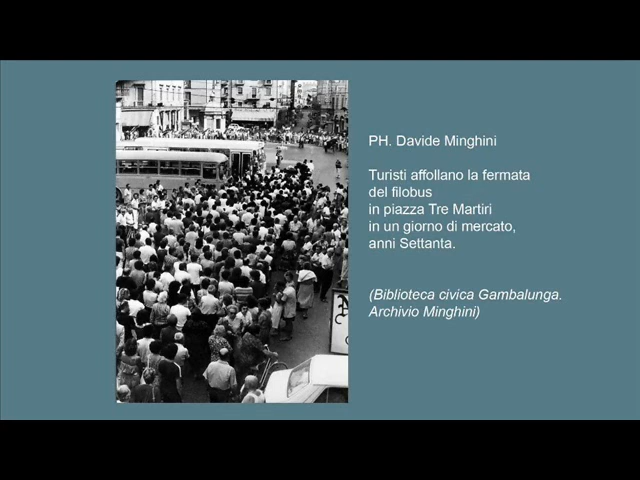 PH. Davide Minghini
Turisti affollano la fermata
del filobus
in piazza Tre Martiri
in un giorno di mercato,
anni Settanta.
(Biblioteca civica Gambalunga.
Archivio Minghini)